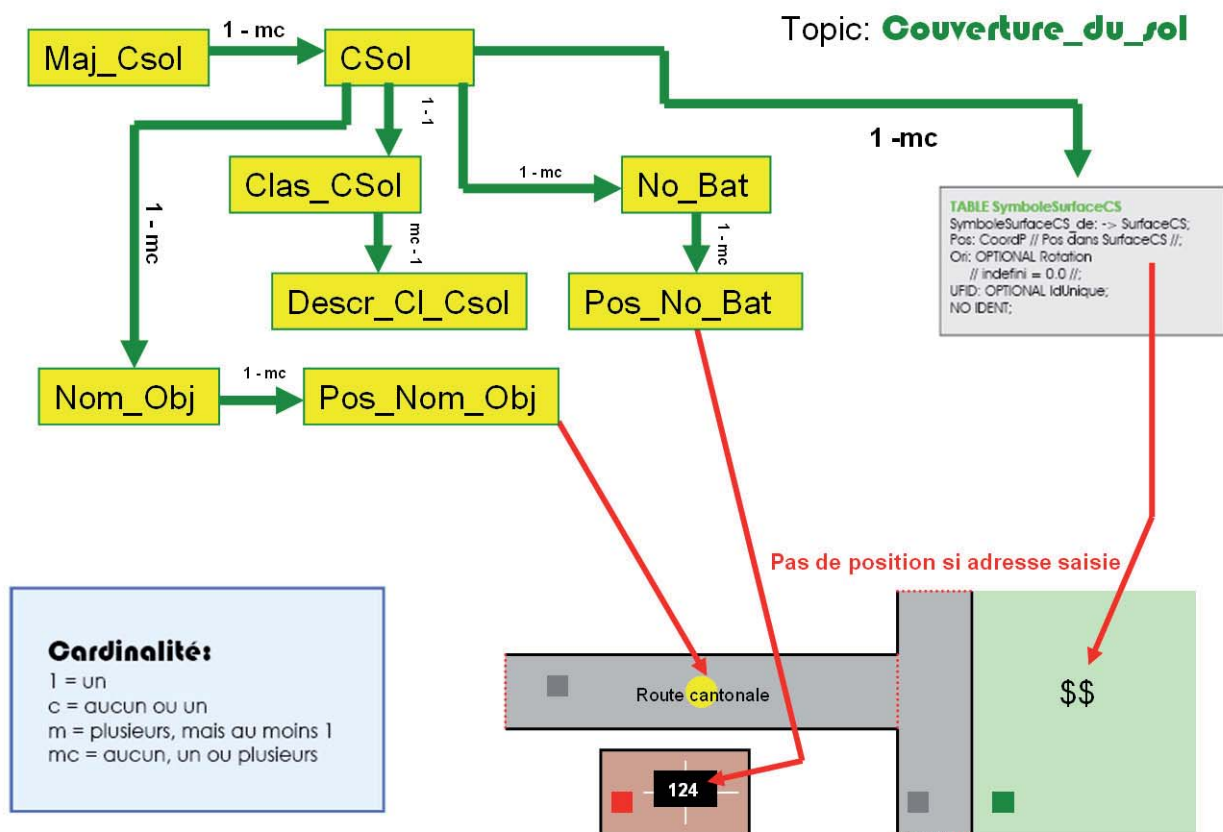 Topic: Couverture_du_sol
Maj_Csol
1 - mc
CSol
1 - 1
1 - mc
1 -mc
1 - mc
Clas_CSol
No_Bat
mc - 1
1-mc
Descr_Cl_Csol
Pos_No_Bat
TABLE SymboleSurfaceCS
SymboleSurfaceCS_de: -> SurfaceCS;
Pos: CoordP // Pos dans SurfaceCS //;
Ori: OPTIONAL Rotation
// indefini = 0.0 //;
UFID: OPTIONAL IdUnique;
NO IDENT;
Nom_Obj
1 - mc
Pos_Nom_Obj
Pas de position si adresse saisie
Cardinalité:
1 = un
c = aucun ou un
m = plusieurs, mais au moins 1
mc = aucun, un ou plusieurs
Route cantonale
$$
124